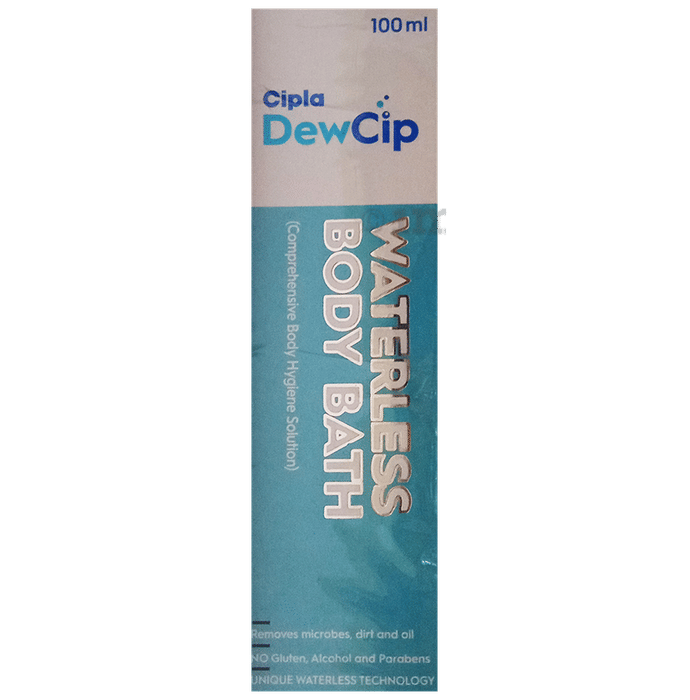 100 ml
Cipla
DewCip
WATERLESS
BODY BATH
(Comprehensive Body Hygiene Solution)
Removes microbes, dirt and oil
NO Gluten, Alcohol and Parabens
UNIQUE WATERLESS TECHNOLOGY